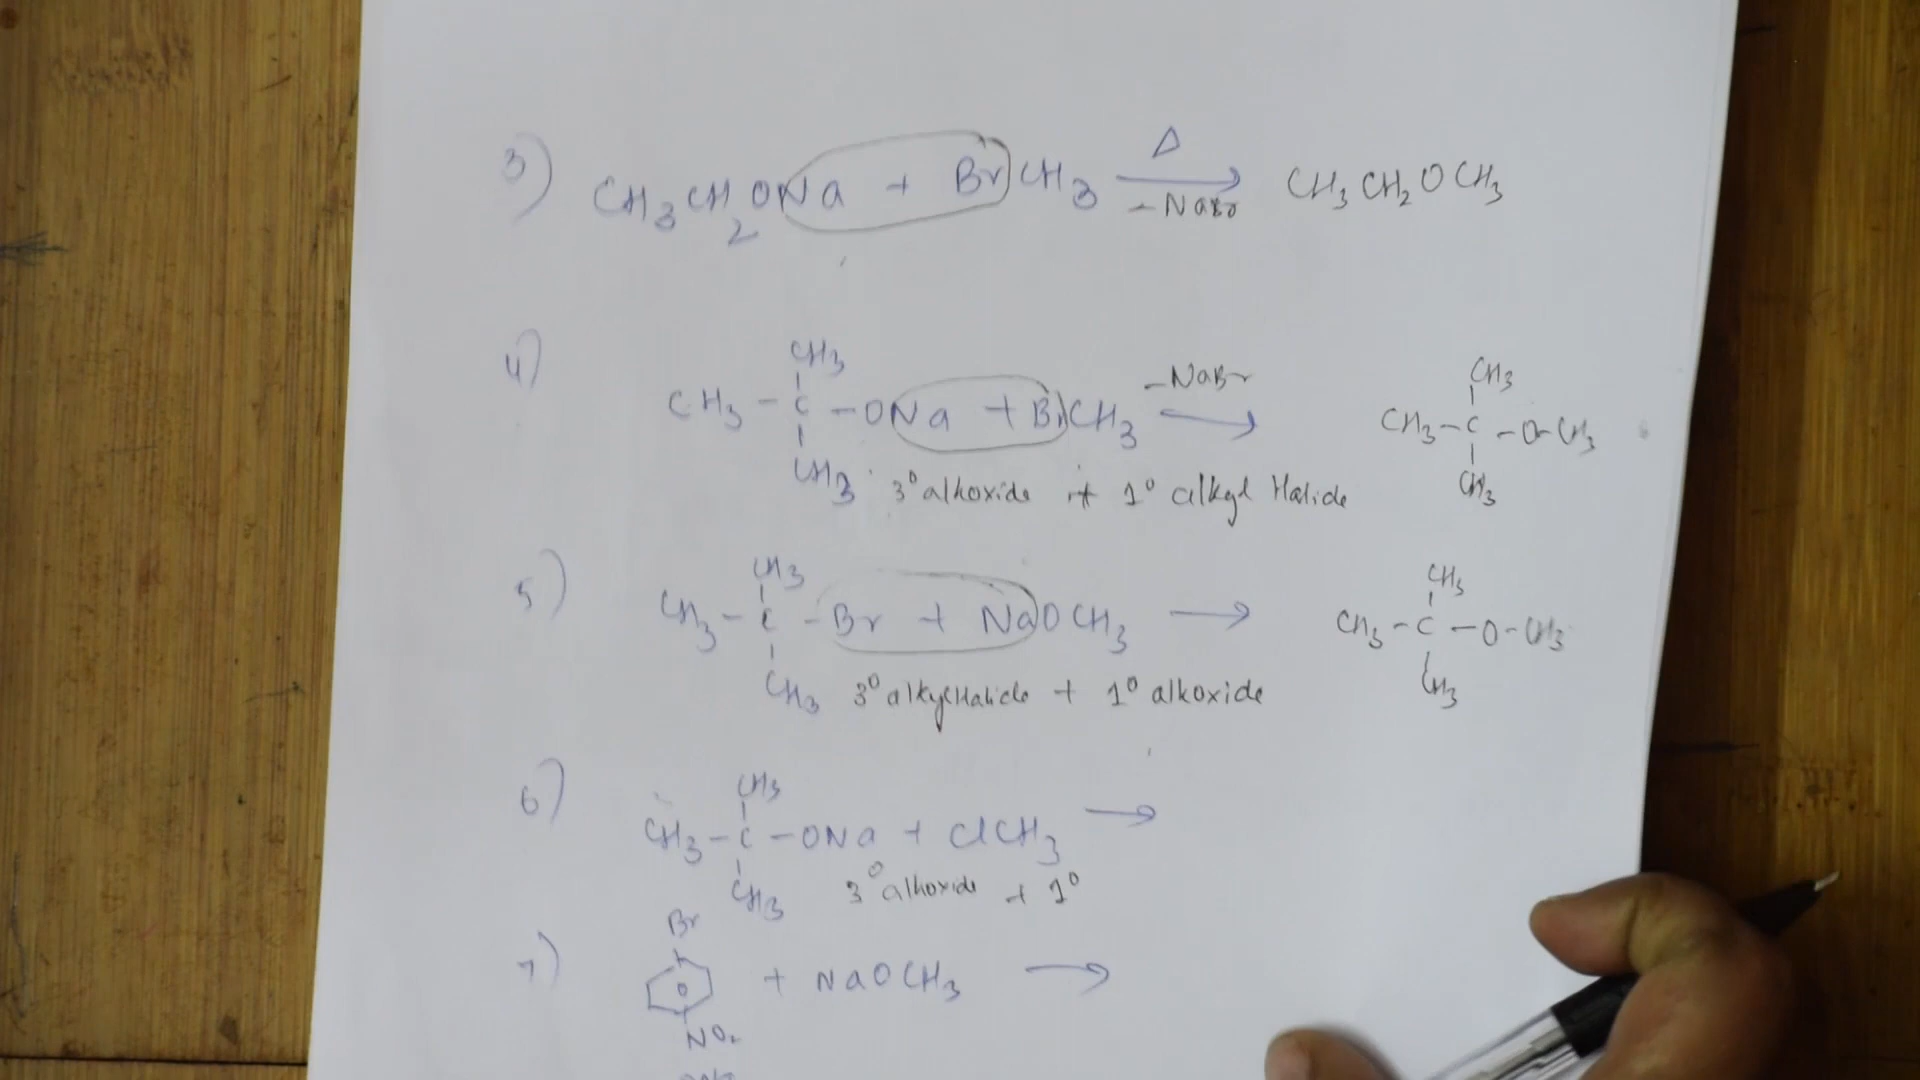 3) CH3CH2ONa + BrCH3 →
Δ
-NaBr
CH3CH2OCH3
4)
CH3
CH3 - C - ONa + BrCH3 →
CH3
-NaBr
CH3
CH3 - C - O - CH3
CH3
3° alkoxide + 1° alkyl Halide
5)
CH3
CH3 - C - Br + NaOCH3 →
CH3
CH3
CH3 - C - O - CH3
CH3
3° alkyl Halide + 1° alkoxide
6)
CH3
CH3 - C - ONa + ClCH3 →
CH3
3° alkoxide + 1°
7)
Br
+ NaOCH3 →
NO2